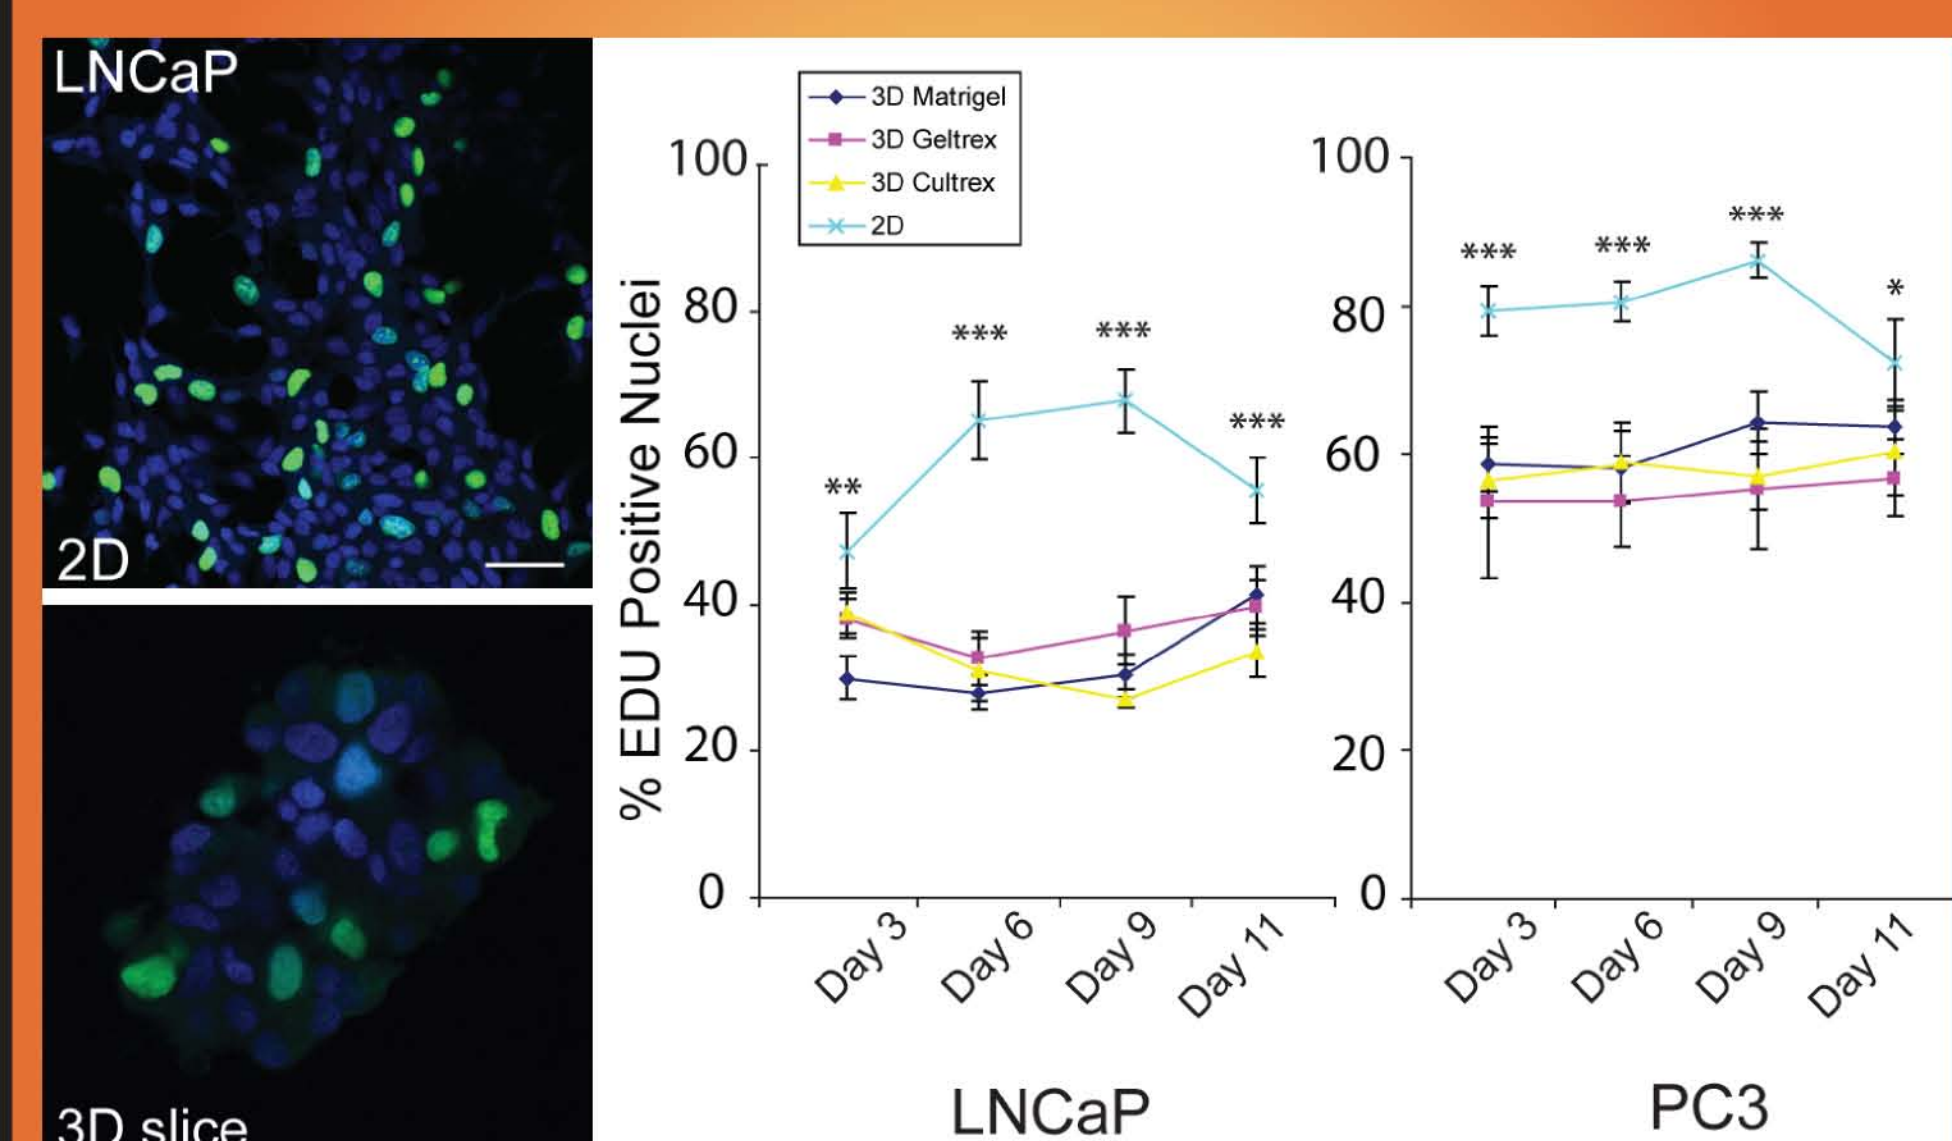 LNCaP
2D
3D slice
3D Matrigel
3D Geltrex
3D Cultrex
2D
% EDU Positive Nuclei
100
80
60
40
20
0
**
***
***
***
Day 3
Day 6
Day 9
Day 11
LNCaP
100
80
60
40
20
0
***
***
***
*
Day 3
Day 6
Day 9
Day 11
PC3